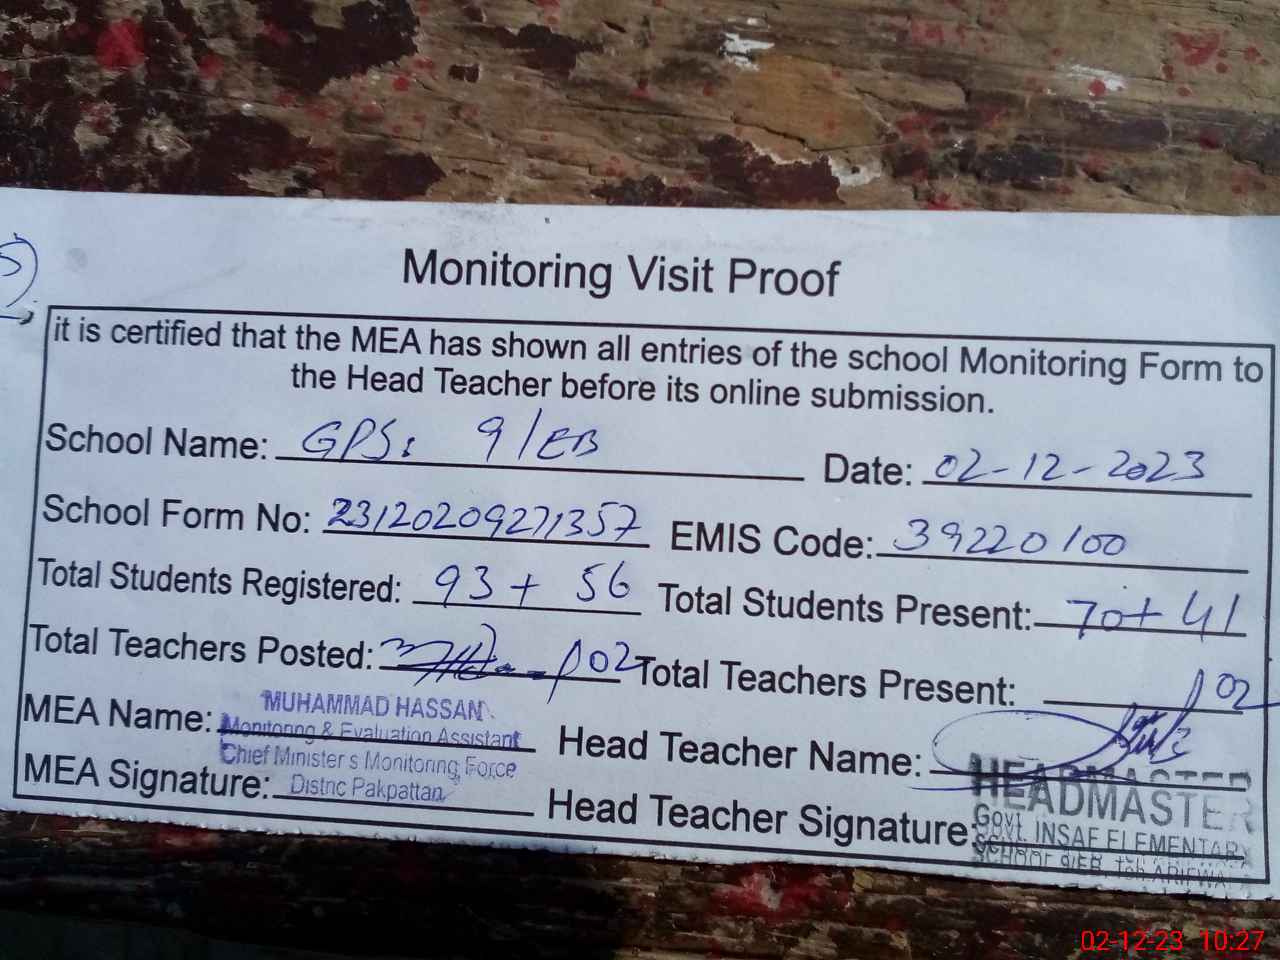 Monitoring Visit Proof
it is certified that the MEA has shown all entries of the school Monitoring Form to
the Head Teacher before its online submission.
School Name: GPS: 9/EB Date: 02-12-2023
School Form No: 23120209271357 EMIS Code: 39220100
Total Students Registered: 93 + 56 Total Students Present: 70+ 41
Total Teachers Posted: 02 Total Teachers Present: 02
MEA Name: MUHAMMAD HASSAN
Monitoring & Evaluation Assistant
Chief Minister's Monitoring Force
MEA Signature: Distric Pakpattan
Head Teacher Name:
Head Teacher Signature:
HEADMASTER
Govt. INSAF ELEMENTARY
SCHOOL 9/EB, Teh ARIFWA
02-12-23 10:27